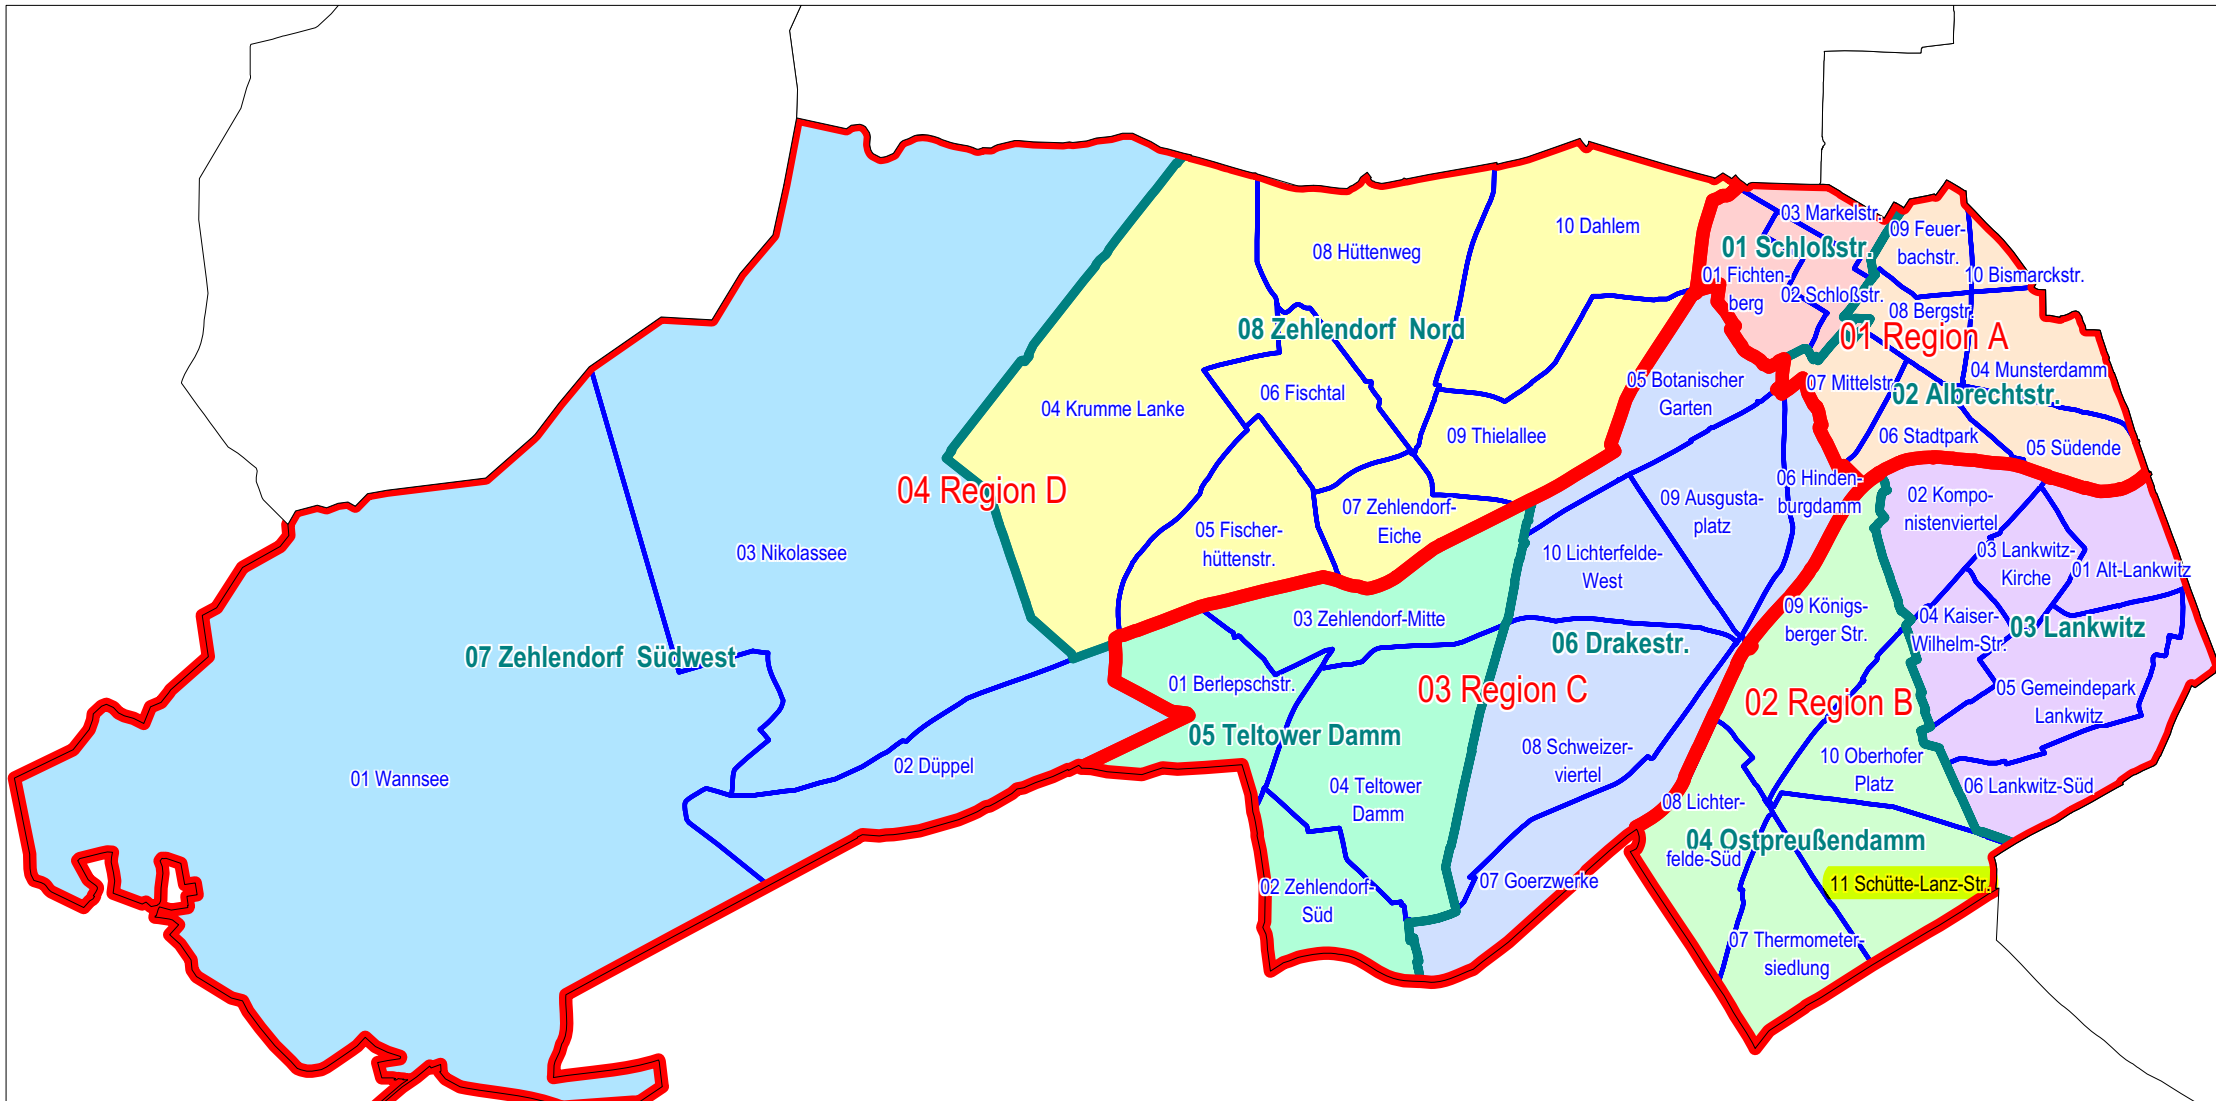 03 Markelstr.
01 Schloßstr.
01 Fichten-
berg
02 Schloßstr.
09 Feuer-
bachstr.
10 Bismarckstr.
08 Bergstr.
01 Region A
04 Munsterdamm
07 Mittelstr.
02 Albrechtstr.
06 Stadtpark
05 Südende
10 Dahlem
08 Hüttenweg
08 Zehlendorf Nord
06 Fischtal
04 Krumme Lanke
09 Thielallee
07 Zehlendorf-
Eiche
05 Fischer-
hüttenstr.
04 Region D
03 Nikolassee
07 Zehlendorf Südwest
01 Wannsee
02 Düppel
05 Botanischer
Garten
06 Hinden-
burgdamm
09 Ausgusta-
platz
10 Lichterfelde-
West
06 Drakestr.
03 Region C
08 Schweizer-
viertel
07 Goerzwerke
03 Zehlendorf-Mitte
01 Berlepschstr.
05 Teltower Damm
04 Teltower
Damm
02 Zehlendorf-
Süd
02 Kompo-
nistenviertel
03 Lankwitz-
Kirche
01 Alt-Lankwitz
04 Kaiser-
Wilhelm-Str.
03 Lankwitz
05 Gemeindepark
Lankwitz
06 Lankwitz-Süd
09 Königs-
berger Str.
02 Region B
10 Oberhofer
Platz
08 Lichter-
felde-Süd
04 Ostpreußendamm
11 Schütte-Lanz-Str.
07 Thermometer-
siedlung